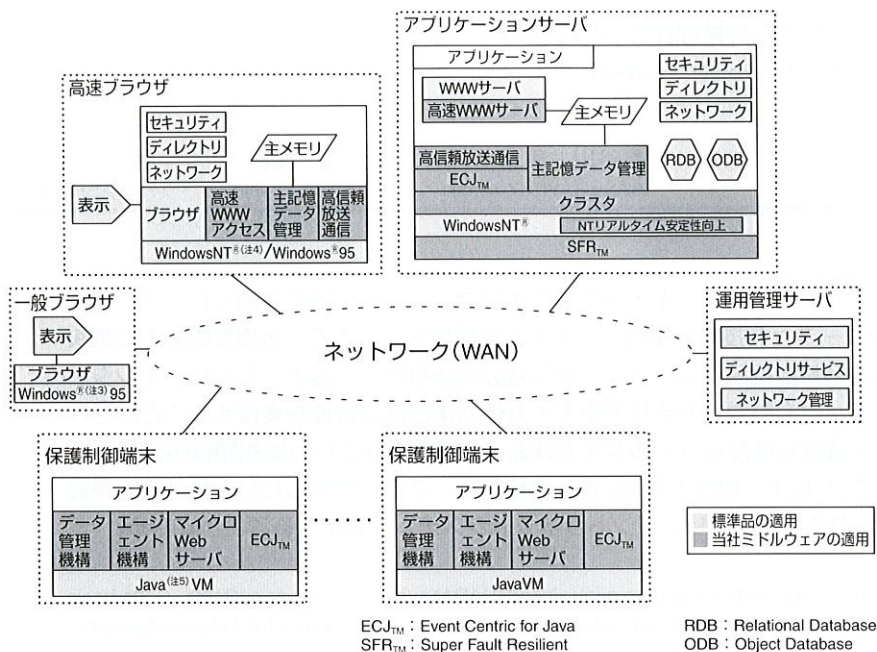 アプリケーションサーバ
アプリケーション
WWWサーバ
高速WWWサーバ
主メモリ
セキュリティ
ディレクトリ
ネットワーク
RDB
ODB
高信頼放送通信
ECJTM
主記憶データ管理
クラスタ
WindowsNT®
NTリアルタイム安定性向上
SFRTM
高速ブラウザ
セキュリティ
ディレクトリ
ネットワーク
主メモリ
表示
ブラウザ
高速
WWW
アクセス
主記憶
データ
管理
高信頼
放送
通信
WindowsNT®(注4)/Windows®95
一般ブラウザ
表示
ブラウザ
Windows®(注3)95
ネットワーク(WAN)
運用管理サーバ
セキュリティ
ディレクトリサービス
ネットワーク管理
保護制御端末
アプリケーション
データ
管理
機構
エージ
ェント
機構
マイクロ
Web
サーバ
ECJTM
Java(注5) VM
保護制御端末
アプリケーション
データ
管理
機構
エージ
ェント
機構
マイクロ
Web
サーバ
ECJTM
JavaVM
標準品の適用
当社ミドルウェアの適用
ECJTM：Event Centric for Java
SFRTM：Super Fault Resilient
RDB：Relational Database
ODB：Object Database